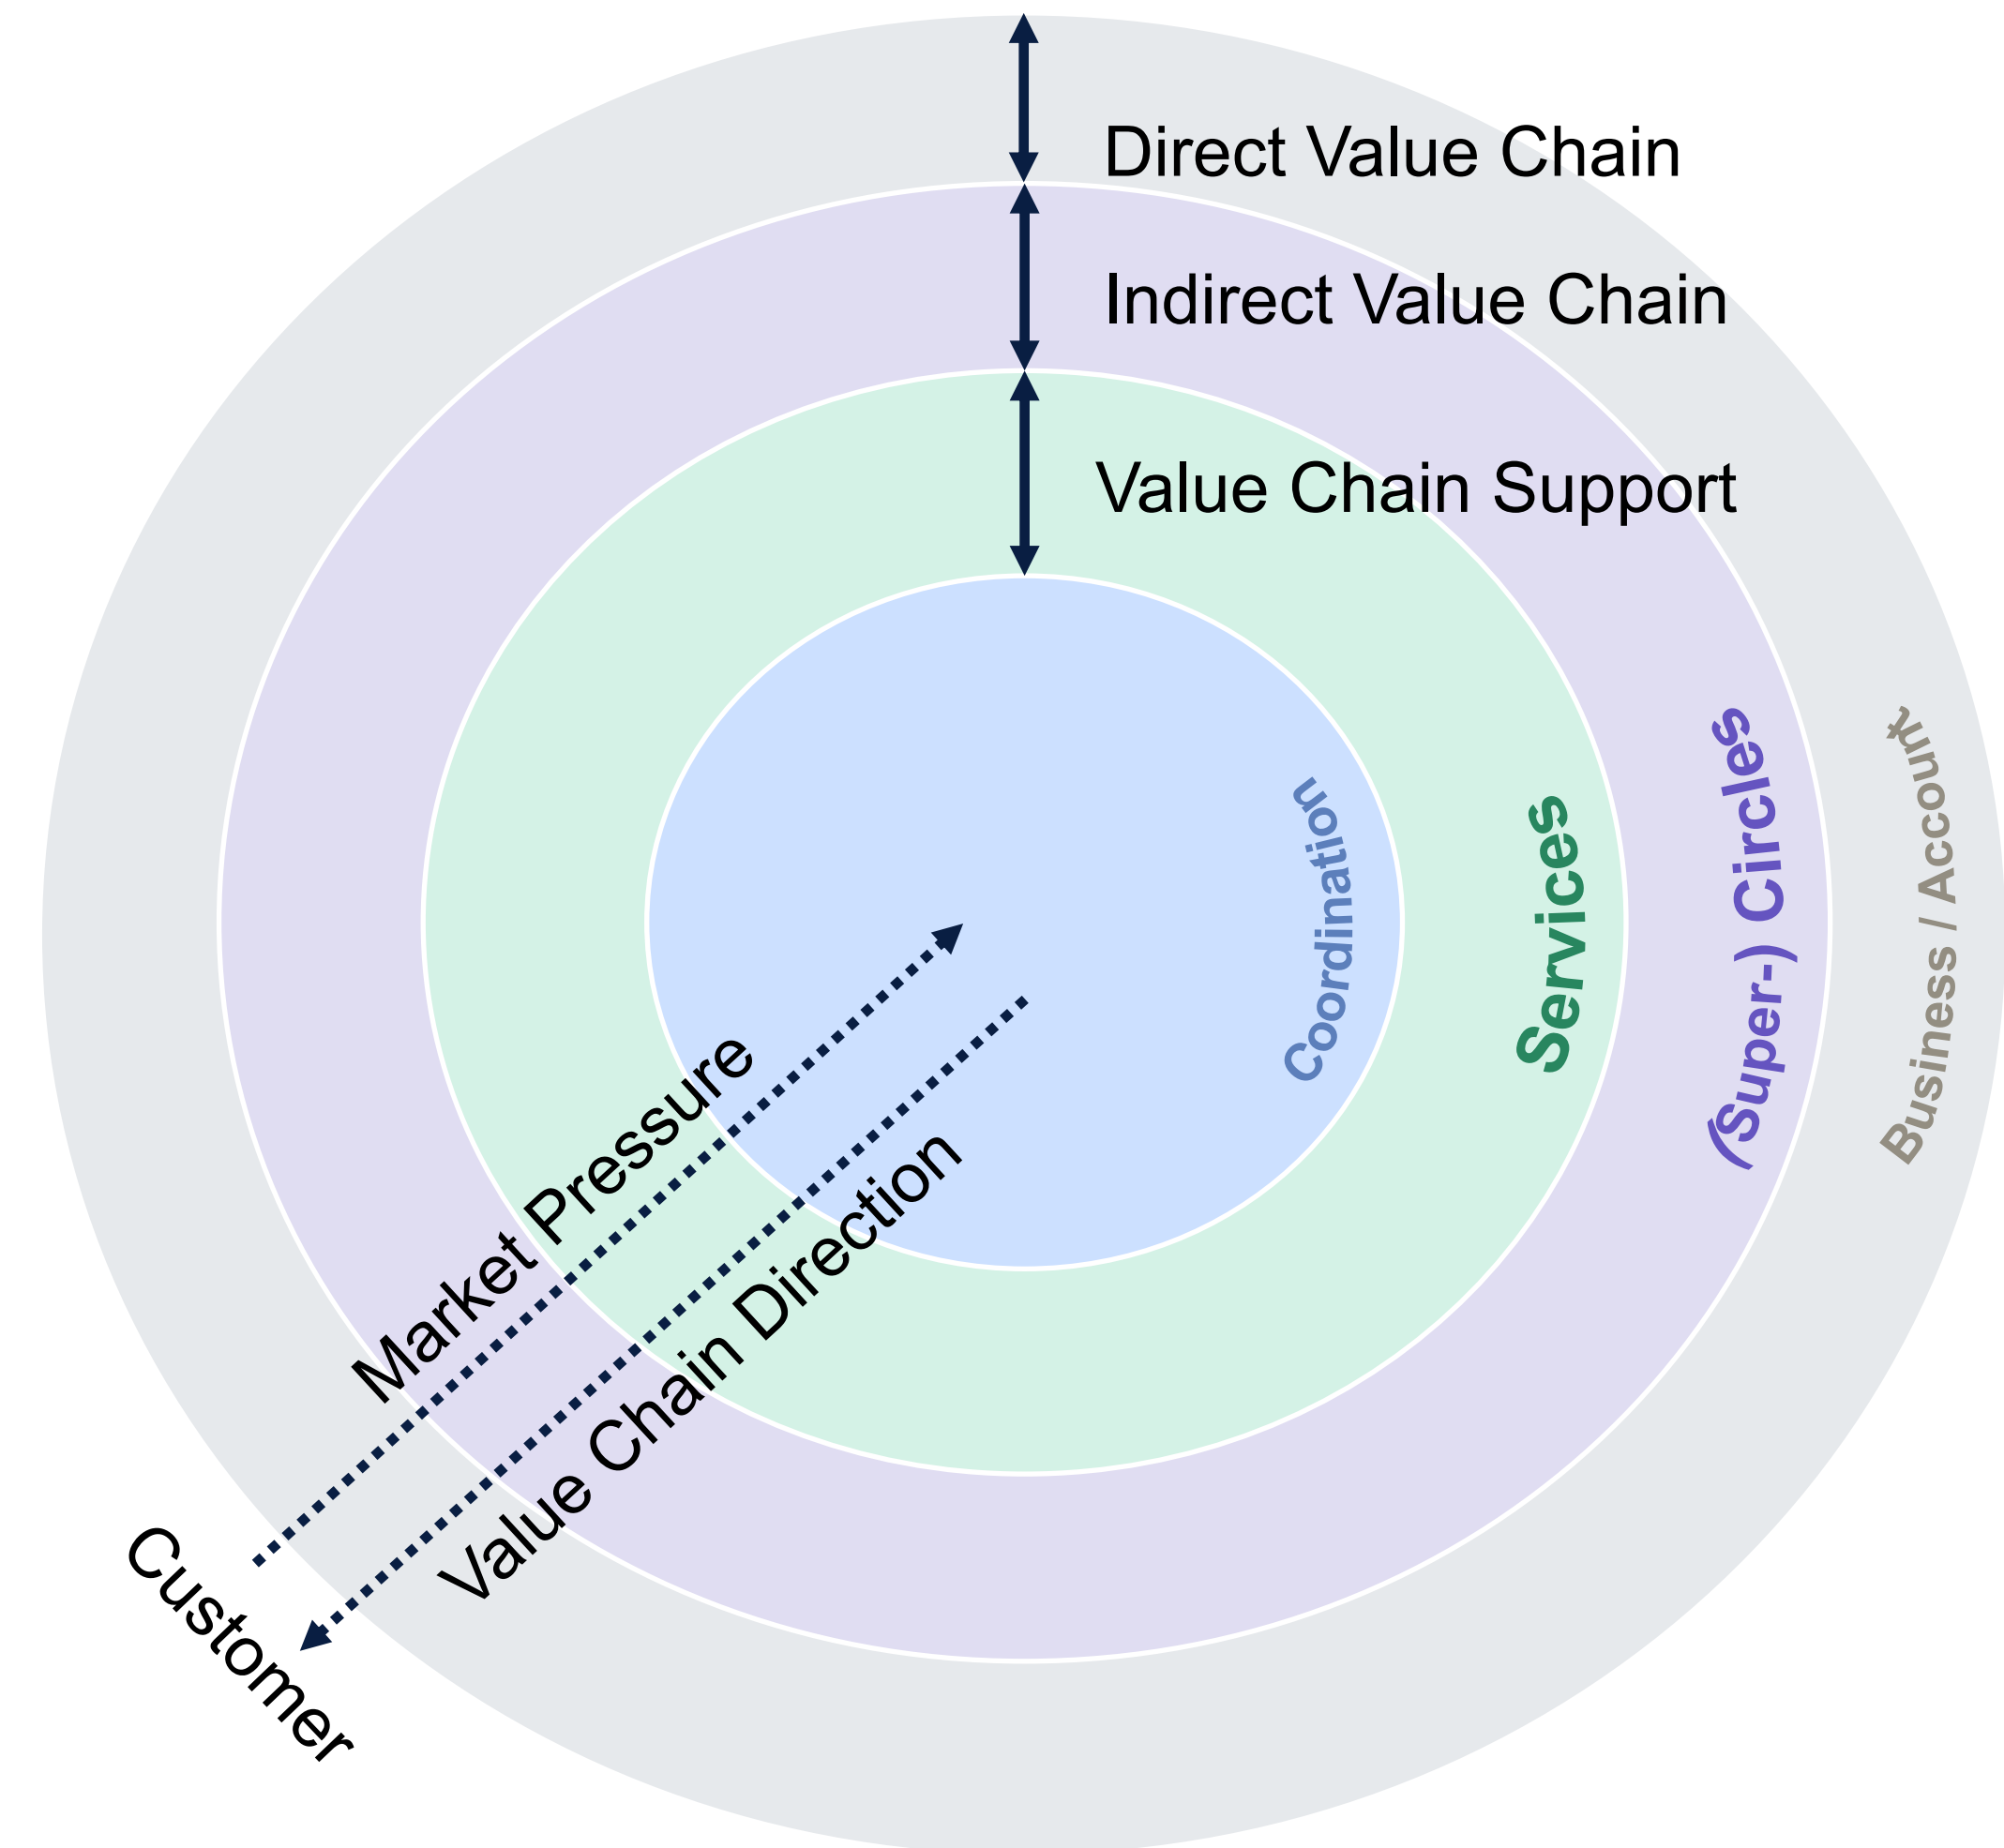 Direct Value Chain
Indirect Value Chain
Value Chain Support
Coordination
Services
(Super-) Circles
Business / Account
Market Pressure
Value Chain Direction
Customer